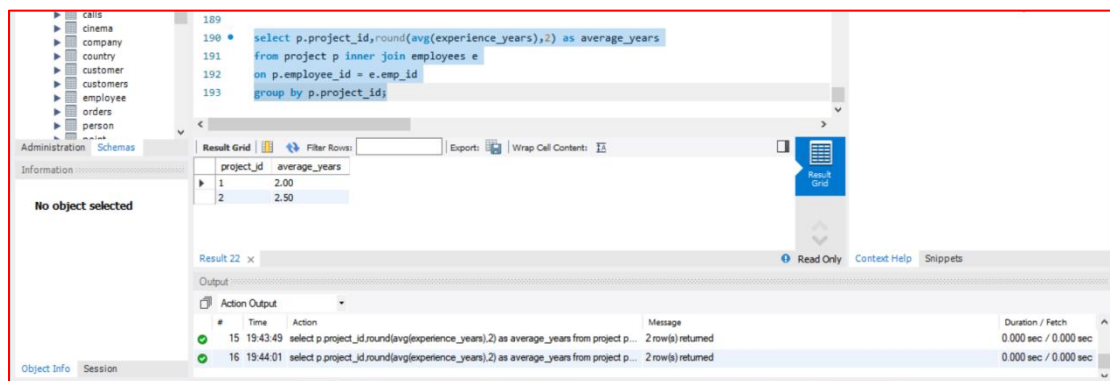 calls
cinema
company
country
customer
customers
employee
orders
person
Administration Schemas
Information
No object selected
Object Info Session
189
190 select p.project_id,round(avg(experience_years),2) as average_years
191 from project p inner join employees e
192 on p.employee_id = e.emp_id
193 group by p.project_id;
Result Grid Filter Rows: Export: Wrap Cell Content: IA
project_id average_years
1 2.00
2 2.50
Result Grid
Result 22 × Read Only Context Help Snippets
Output
Action Output
# Time Action Message Duration / Fetch
15 19:43:49 select p.project_id,round(avg(experience_years),2) as average_years from project p... 2 row(s) returned 0.000 sec / 0.000 sec
16 19:44:01 select p.project_id,round(avg(experience_years),2) as average_years from project p... 2 row(s) returned 0.000 sec / 0.000 sec